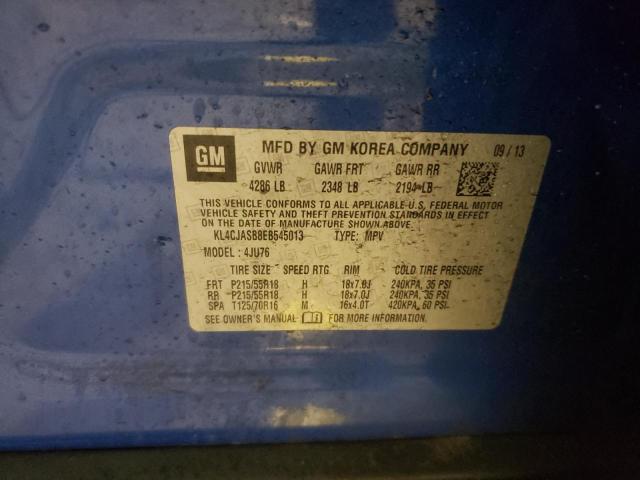 GM MFD BY GM KOREA COMPANY 09 / 13
GVWR GAWR FRT GAWR RR
4286 LB 2348 LB 2194 LB
THIS VEHICLE CONFORMS TO ALL APPLICABLE U.S. FEDERAL MOTOR
VEHICLE SAFETY AND THEFT PREVENTION STANDARDS IN EFFECT ON THE
DATE OF MANUFACTURE SHOWN ABOVE.
KL4CJASB8EB545013 TYPE: MPV
MODEL : 4JU76
TIRE SIZE SPEED RTG RIM COLD TIRE PRESSURE
FRT P215/55R18 H 18x7.0J 240KPA, 35 PSI
RR P215/55R18 H 18x7.0J 240KPA, 35 PSI
SPA T125/70R16 M 16x4.0T 420KPA, 60 PSI
SEE OWNER'S MANUAL FOR MORE INFORMATION.